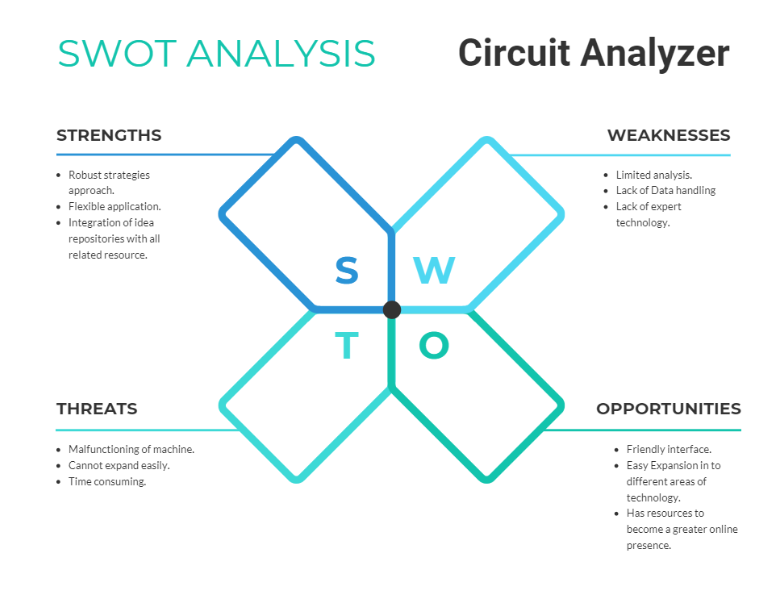 SWOT ANALYSIS
Circuit Analyzer
STRENGTHS
• Robust strategies
approach.
• Flexible application.
• Integration of idea
repositories with all
related resource.
WEAKNESSES
• Limited analysis.
• Lack of Data handling
• Lack of expert
technology.
S
W
T
O
THREATS
• Malfunctioning of machine.
• Cannot expand easily.
• Time consuming.
OPPORTUNITIES
• Friendly interface.
• Easy Expansion in to
different areas of
technology.
• Has resources to
become a greater online
presence.